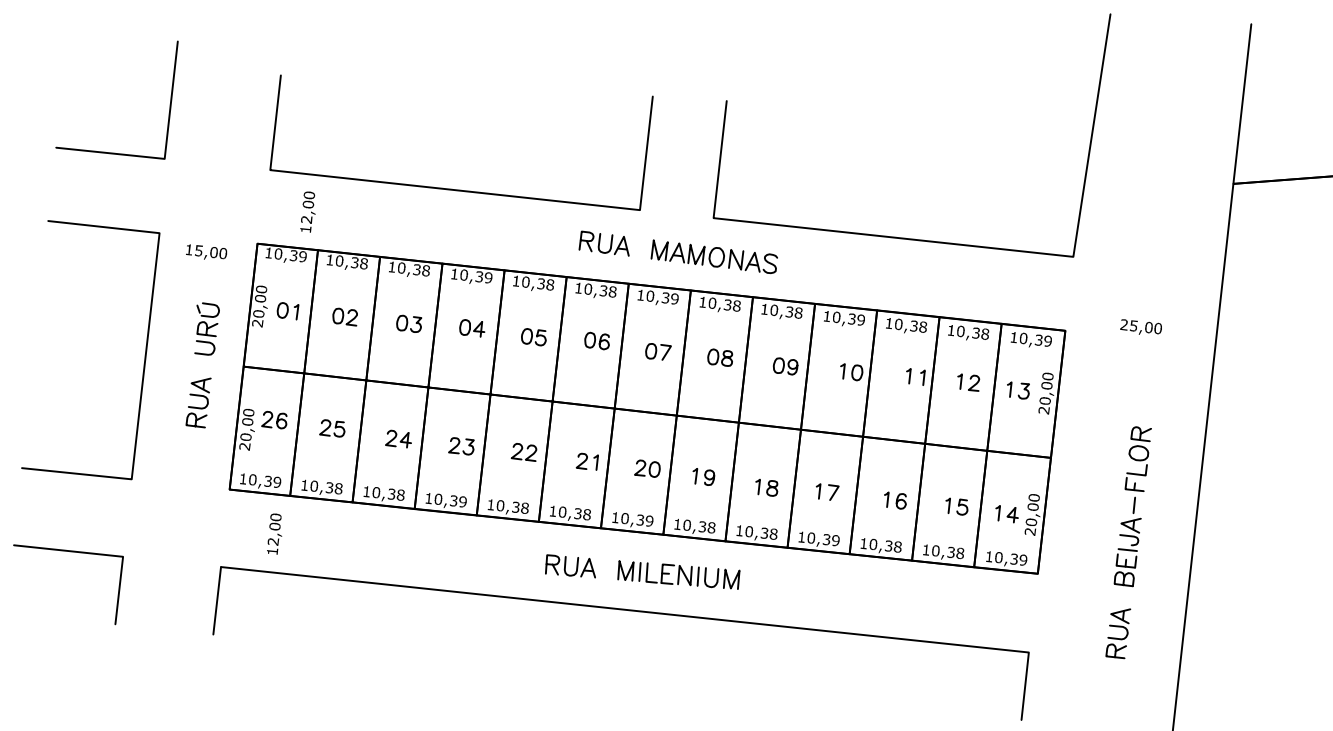 12,00
15,00
RUA MAMONAS
10,39 10,38 10,38 10,39 10,38 10,38 10,39 10,38 10,38 10,39 10,38 10,38 10,39
25,00
RUA URÚ
20,00 01 02 03 04 05 06 07 08 09 10 11 12 13 20,00
20,00 26 25 24 23 22 21 20 19 18 17 16 15 14 20,00
10,39 10,38 10,38 10,39 10,38 10,38 10,39 10,38 10,38 10,39 10,38 10,38 10,39
12,00
RUA MILENIUM
RUA BEIJA-FLOR